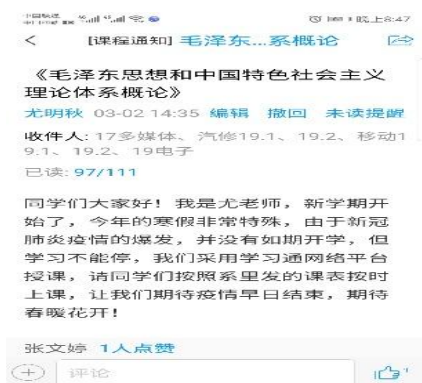 晚上8:47
[课程通知] 毛泽东...系概论
《毛泽东思想和中国特色社会主义
理论体系概论》
尤明秋 03-02 14:35 编辑 撤回 未读提醒
收件人: 17多媒体、汽修19.1、19.2、移动1
9.1、19.2、19电子
已读: 97/111
同学们大家好！我是尤老师，新学期开
始了，今年的寒假非常特殊，由于新冠
肺炎疫情的爆发，并没有如期开学，但
学习不能停，我们采用学习通网络平台
授课，请同学们按照系里发的课表按时
上课，让我们期待疫情早日结束，期待
春暖花开！
张文婷 1人点赞
评论 1